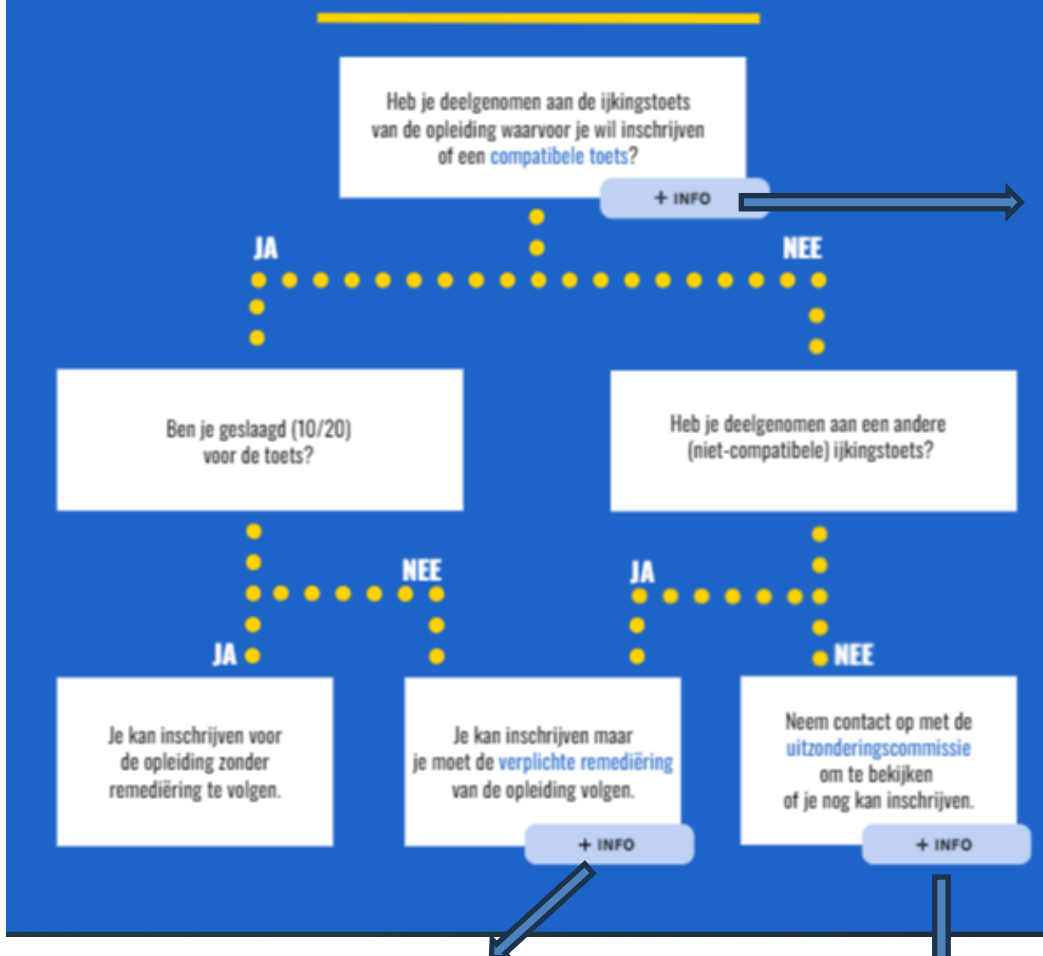 Heb je deelgenomen aan de ijkingstoets
van de opleiding waarvoor je wil inschrijven
of een compatibele toets?
+ INFO
JA
NEE
Ben je geslaagd (10/20)
voor de toets?
Heb je deelgenomen aan een andere
(niet-compatibele) ijkingstoets?
NEE
JA
JA
NEE
Je kan inschrijven voor
de opleiding zonder
remediëring te volgen.
Je kan inschrijven maar
je moet de verplichte remediëring
van de opleiding volgen.
+ INFO
Neem contact op met de
uitzonderingscommissie
om te bekijken
of je nog kan inschrijven.
+ INFO